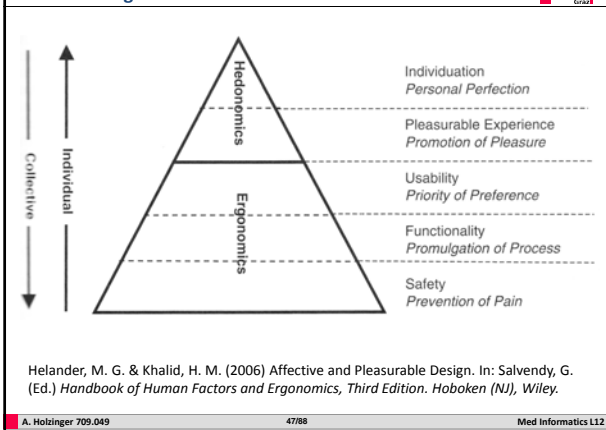 Graz
Hedonomics
Ergonomics
Collective
Individual
Individuation
Personal Perfection
Pleasurable Experience
Promotion of Pleasure
Usability
Priority of Preference
Functionality
Promulgation of Process
Safety
Prevention of Pain
Helander, M. G. & Khalid, H. M. (2006) Affective and Pleasurable Design. In: Salvendy, G.
(Ed.) Handbook of Human Factors and Ergonomics, Third Edition. Hoboken (NJ), Wiley.
A. Holzinger 709.049
47/88
Med Informatics L12